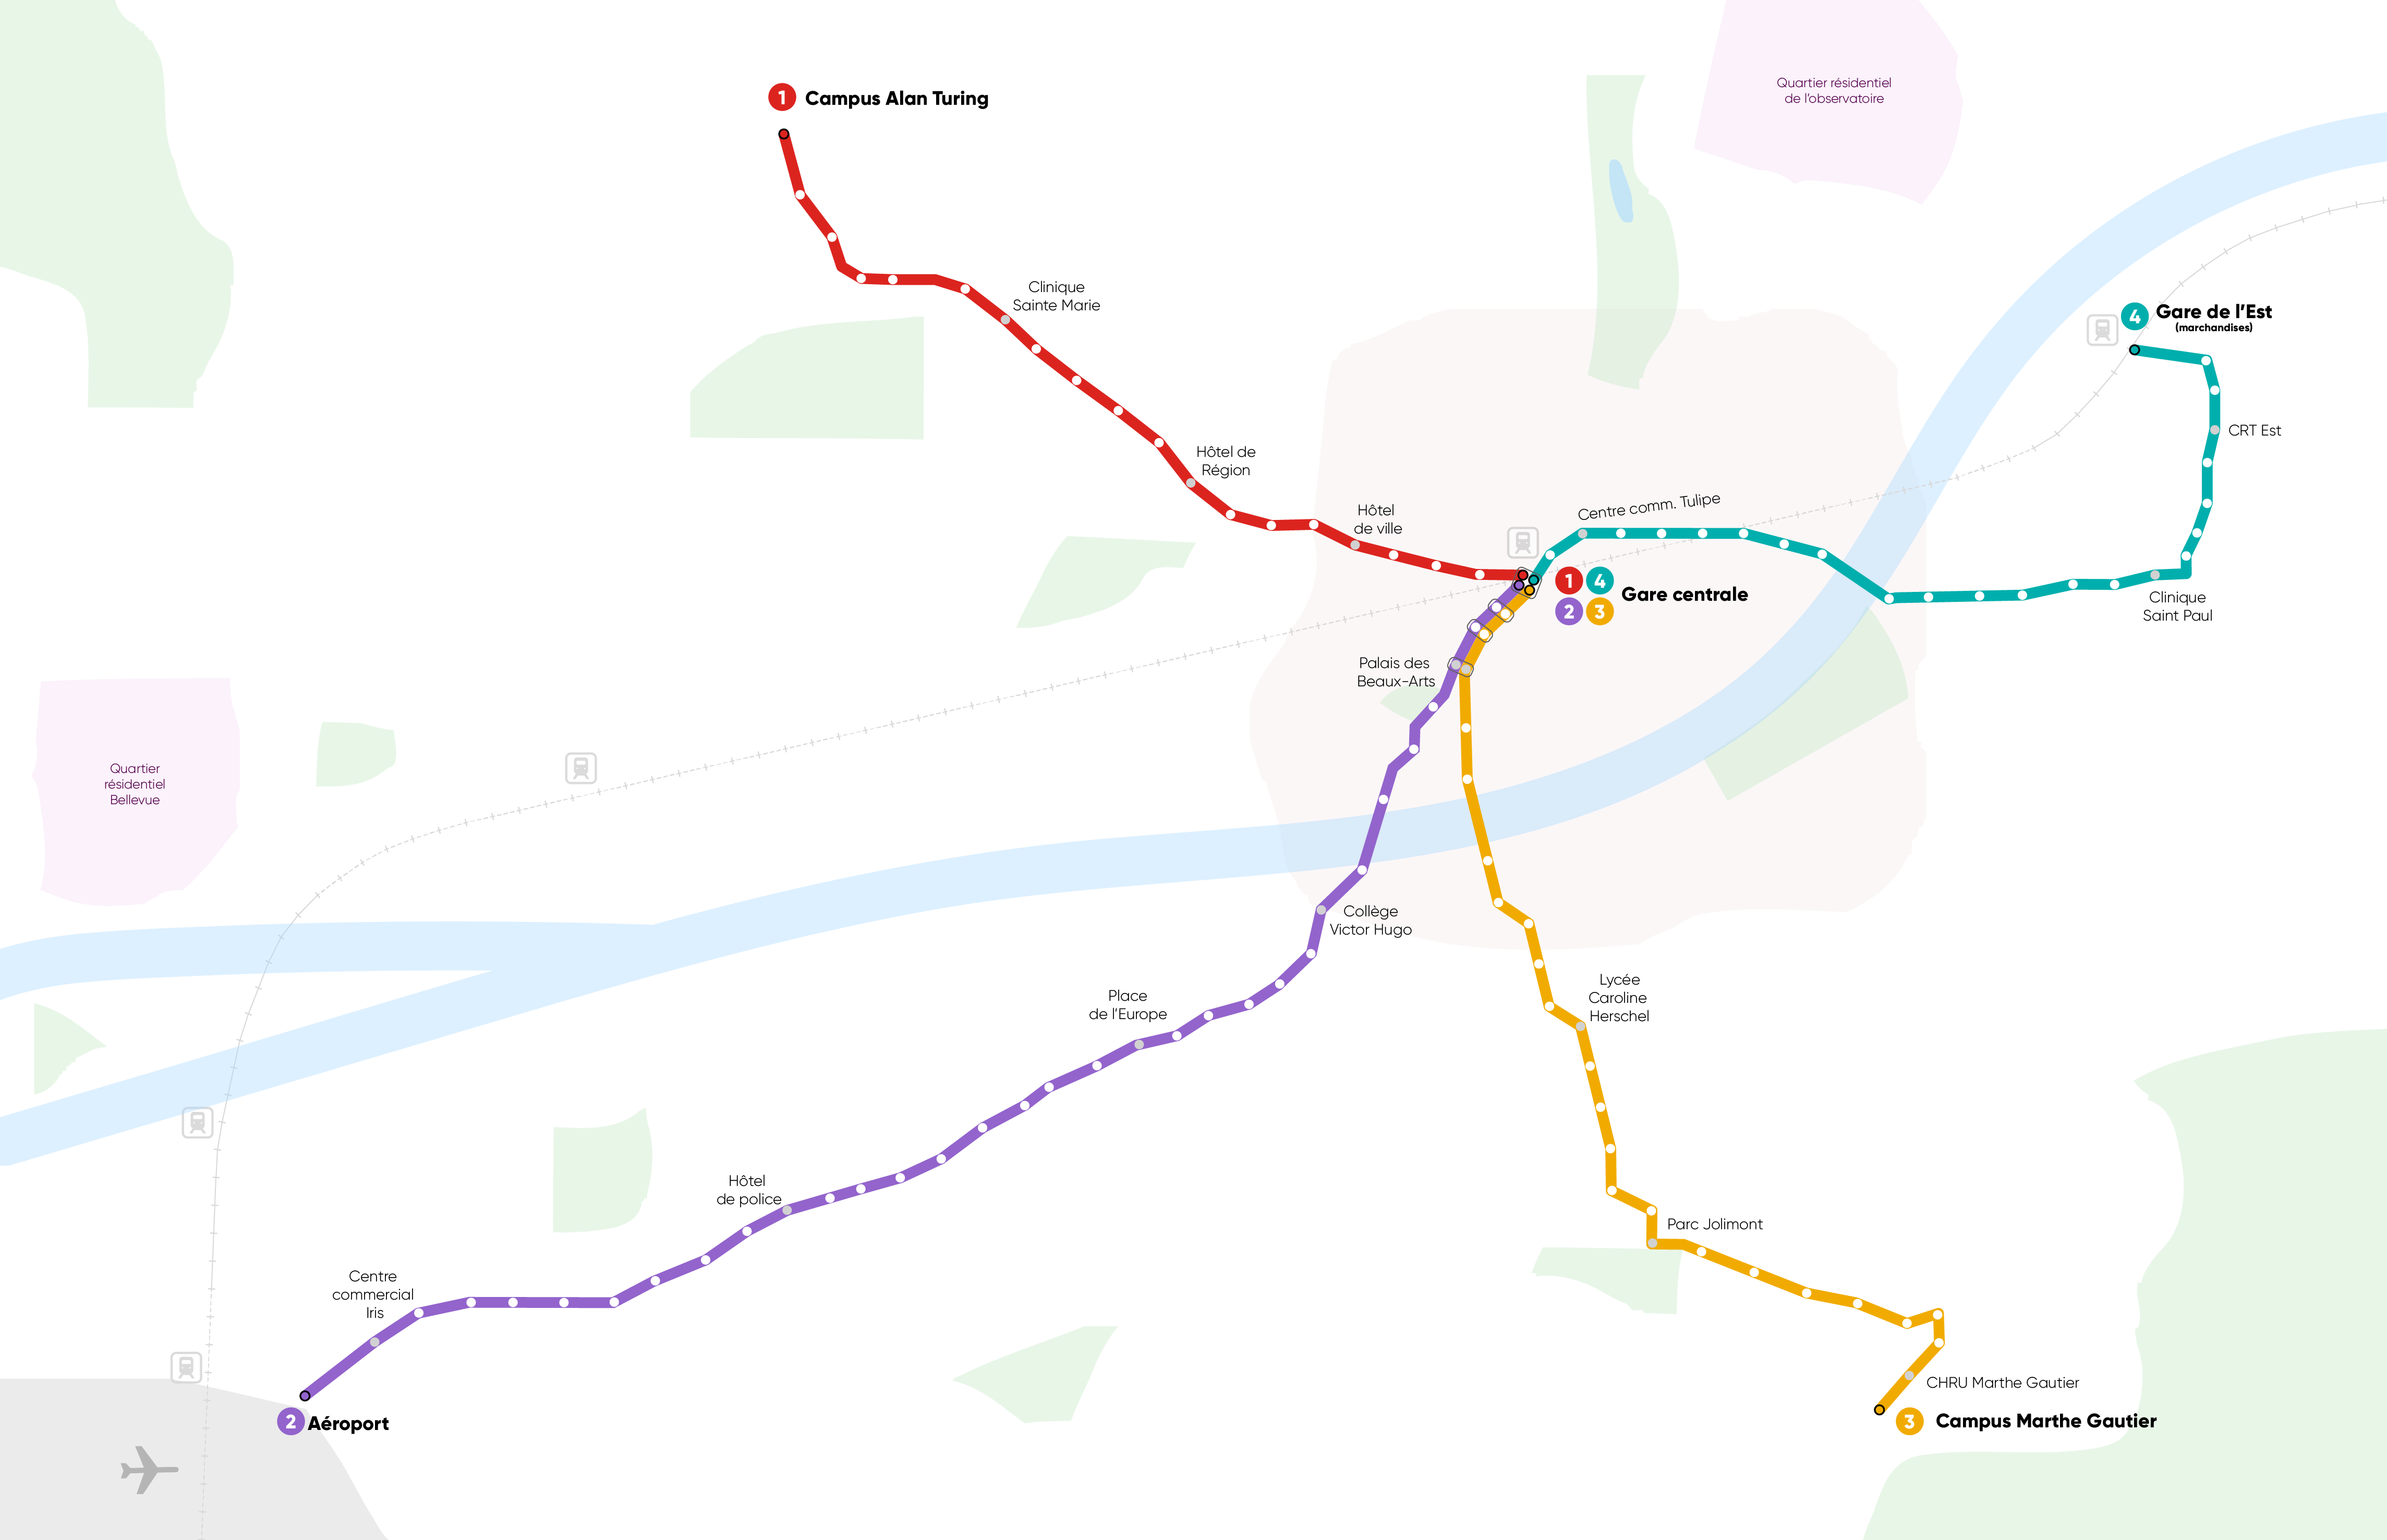 Quartier résidentiel
de l'observatoire
1 Campus Alan Turing
Clinique
Sainte Marie
4 Gare de l'Est
(marchandises)
CRT Est
Hôtel de
Région
Centre comm. Tulipe
Hôtel
de ville
1 4
2 3
Gare centrale
Clinique
Saint Paul
Palais des
Beaux-Arts
Quartier
résidentiel
Bellevue
Collège
Victor Hugo
Lycée
Caroline
Herschel
Place
de l'Europe
Hôtel
de police
Parc Jolimont
Centre
commercial
Iris
CHRU Marthe Gautier
2 Aéroport
3 Campus Marthe Gautier